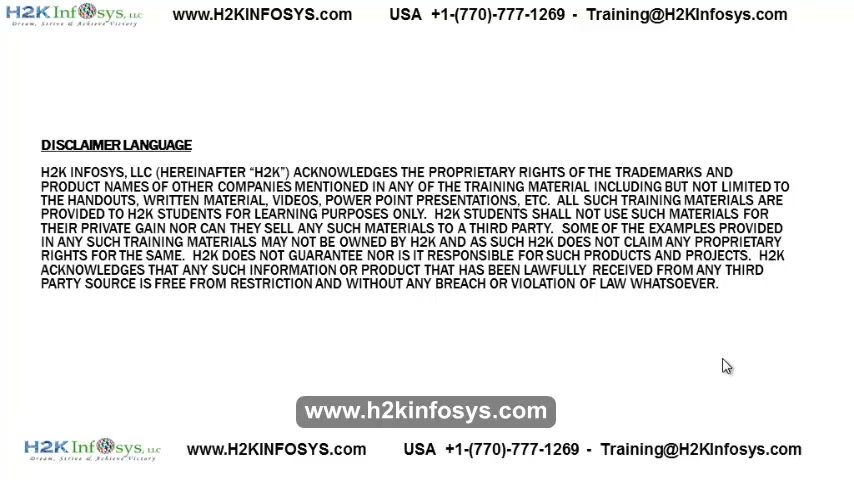 H2K Infosys, LLC
Dream, Strive & Achieve Victory
www.H2KINFOSYS.com USA +1-(770)-777-1269 - Training@H2KInfosys.com
DISCLAIMER LANGUAGE
H2K INFOSYS, LLC (HEREINAFTER “H2K”) ACKNOWLEDGES THE PROPRIETARY RIGHTS OF THE TRADEMARKS AND
PRODUCT NAMES OF OTHER COMPANIES MENTIONED IN ANY OF THE TRAINING MATERIAL INCLUDING BUT NOT LIMITED TO
THE HANDOUTS, WRITTEN MATERIAL, VIDEOS, POWER POINT PRESENTATIONS, ETC. ALL SUCH TRAINING MATERIALS ARE
PROVIDED TO H2K STUDENTS FOR LEARNING PURPOSES ONLY. H2K STUDENTS SHALL NOT USE SUCH MATERIALS FOR
THEIR PRIVATE GAIN NOR CAN THEY SELL ANY SUCH MATERIALS TO A THIRD PARTY. SOME OF THE EXAMPLES PROVIDED
IN ANY SUCH TRAINING MATERIALS MAY NOT BE OWNED BY H2K AND AS SUCH H2K DOES NOT CLAIM ANY PROPRIETARY
RIGHTS FOR THE SAME. H2K DOES NOT GUARANTEE NOR IS IT RESPONSIBLE FOR SUCH PRODUCTS AND PROJECTS. H2K
ACKNOWLEDGES THAT ANY SUCH INFORMATION OR PRODUCT THAT HAS BEEN LAWFULLY RECEIVED FROM ANY THIRD
PARTY SOURCE IS FREE FROM RESTRICTION AND WITHOUT ANY BREACH OR VIOLATION OF LAW WHATSOEVER.
www.h2kinfosys.com
H2K Infosys, LLC
Dream, Strive & Achieve Victory
www.H2KINFOSYS.com USA +1-(770)-777-1269 - Training@H2KInfosys.com